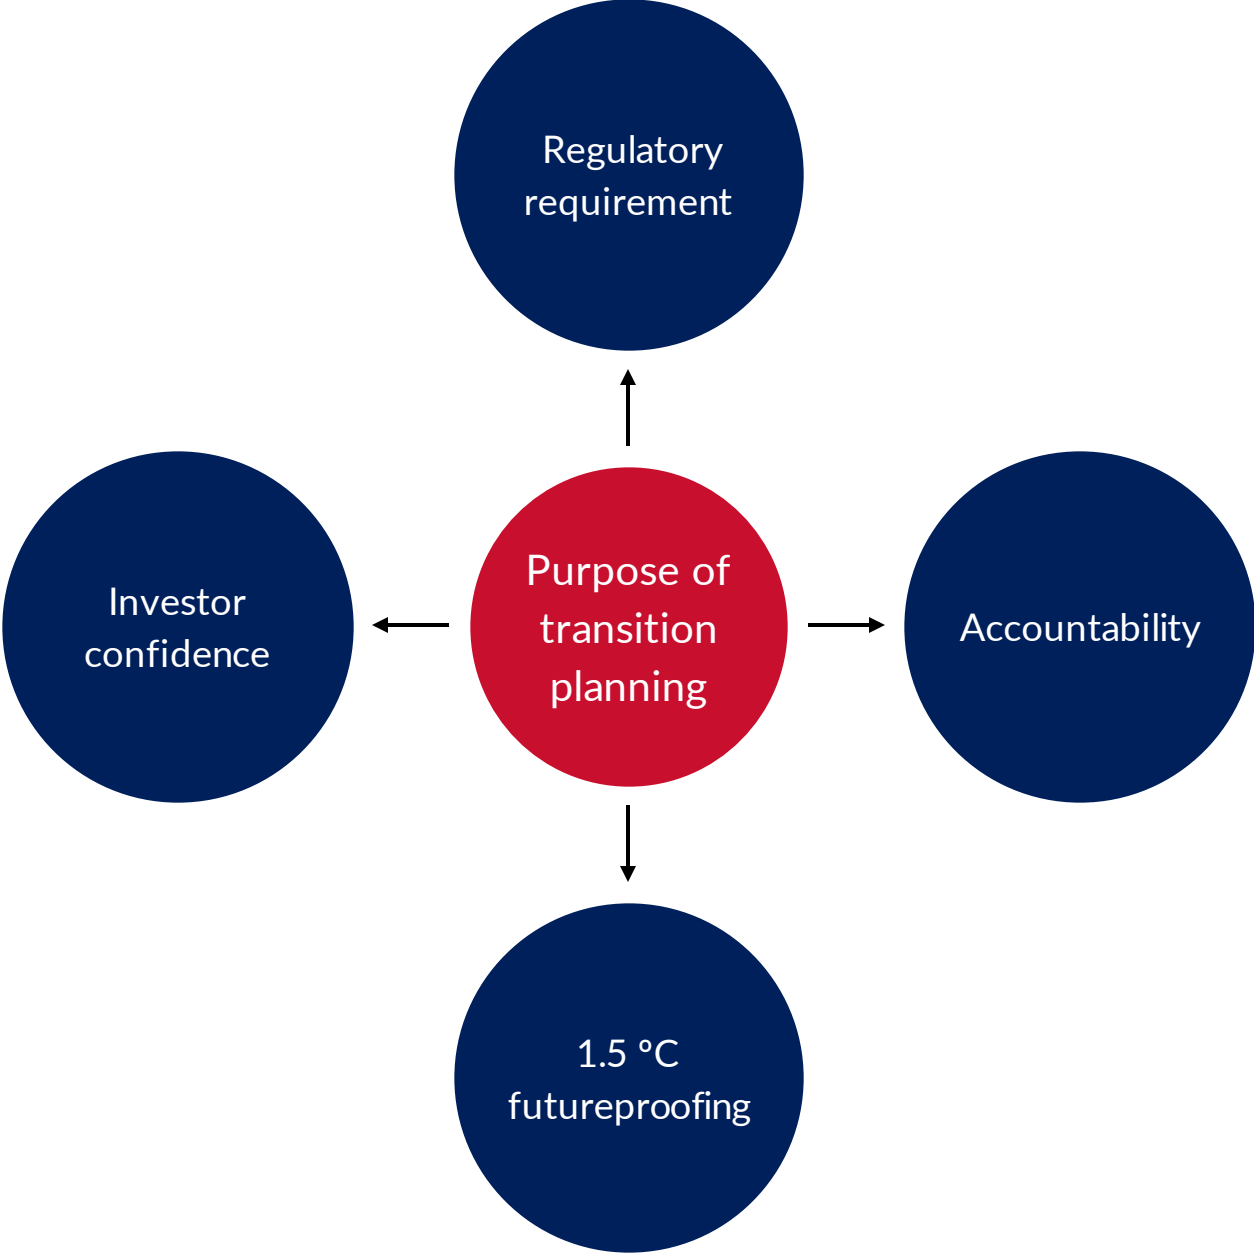 Regulatory
requirement
Investor
confidence
Purpose of
transition
planning
Accountability
1.5 °C
futureproofing